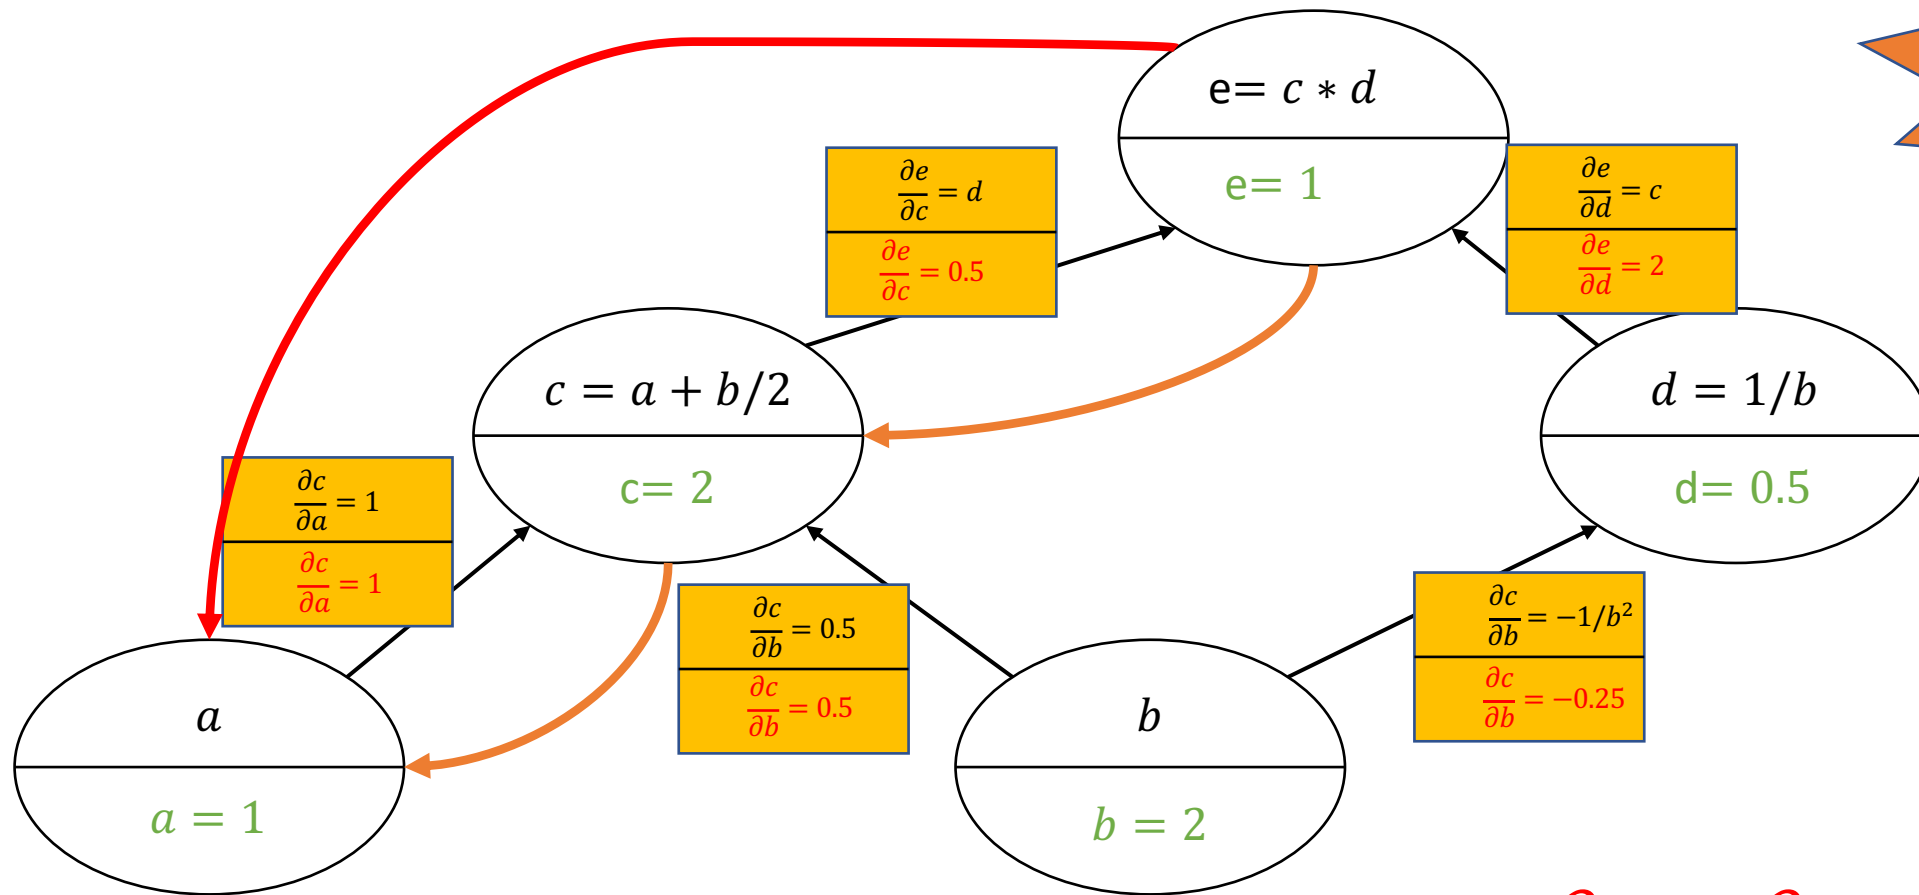 e= c ∗ d
e= 1
∂e/∂c = d
∂e/∂c = 0.5
∂e/∂d = c
∂e/∂d = 2
c = a + b/2
c= 2
d = 1/b
d= 0.5
∂c/∂a = 1
∂c/∂a = 1
∂c/∂b = 0.5
∂c/∂b = 0.5
∂c/∂b = −1/b²
∂c/∂b = −0.25
a
a = 1
b
b = 2